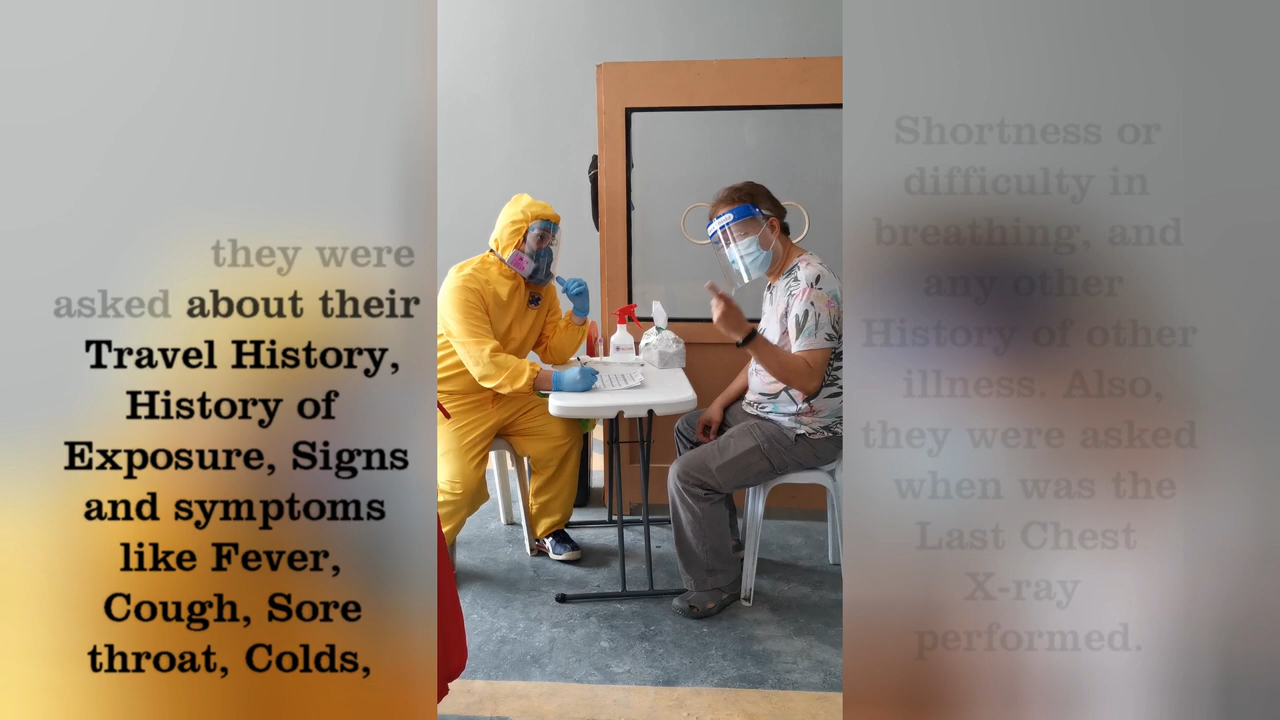 they were
asked about their
Travel History,
History of
Exposure, Signs
and symptoms
like Fever,
Cough, Sore
throat, Colds,
Shortness or
difficulty in
breathing, and
any other
History of other
illness. Also,
they were asked
when was the
Last Chest
X-ray
performed.